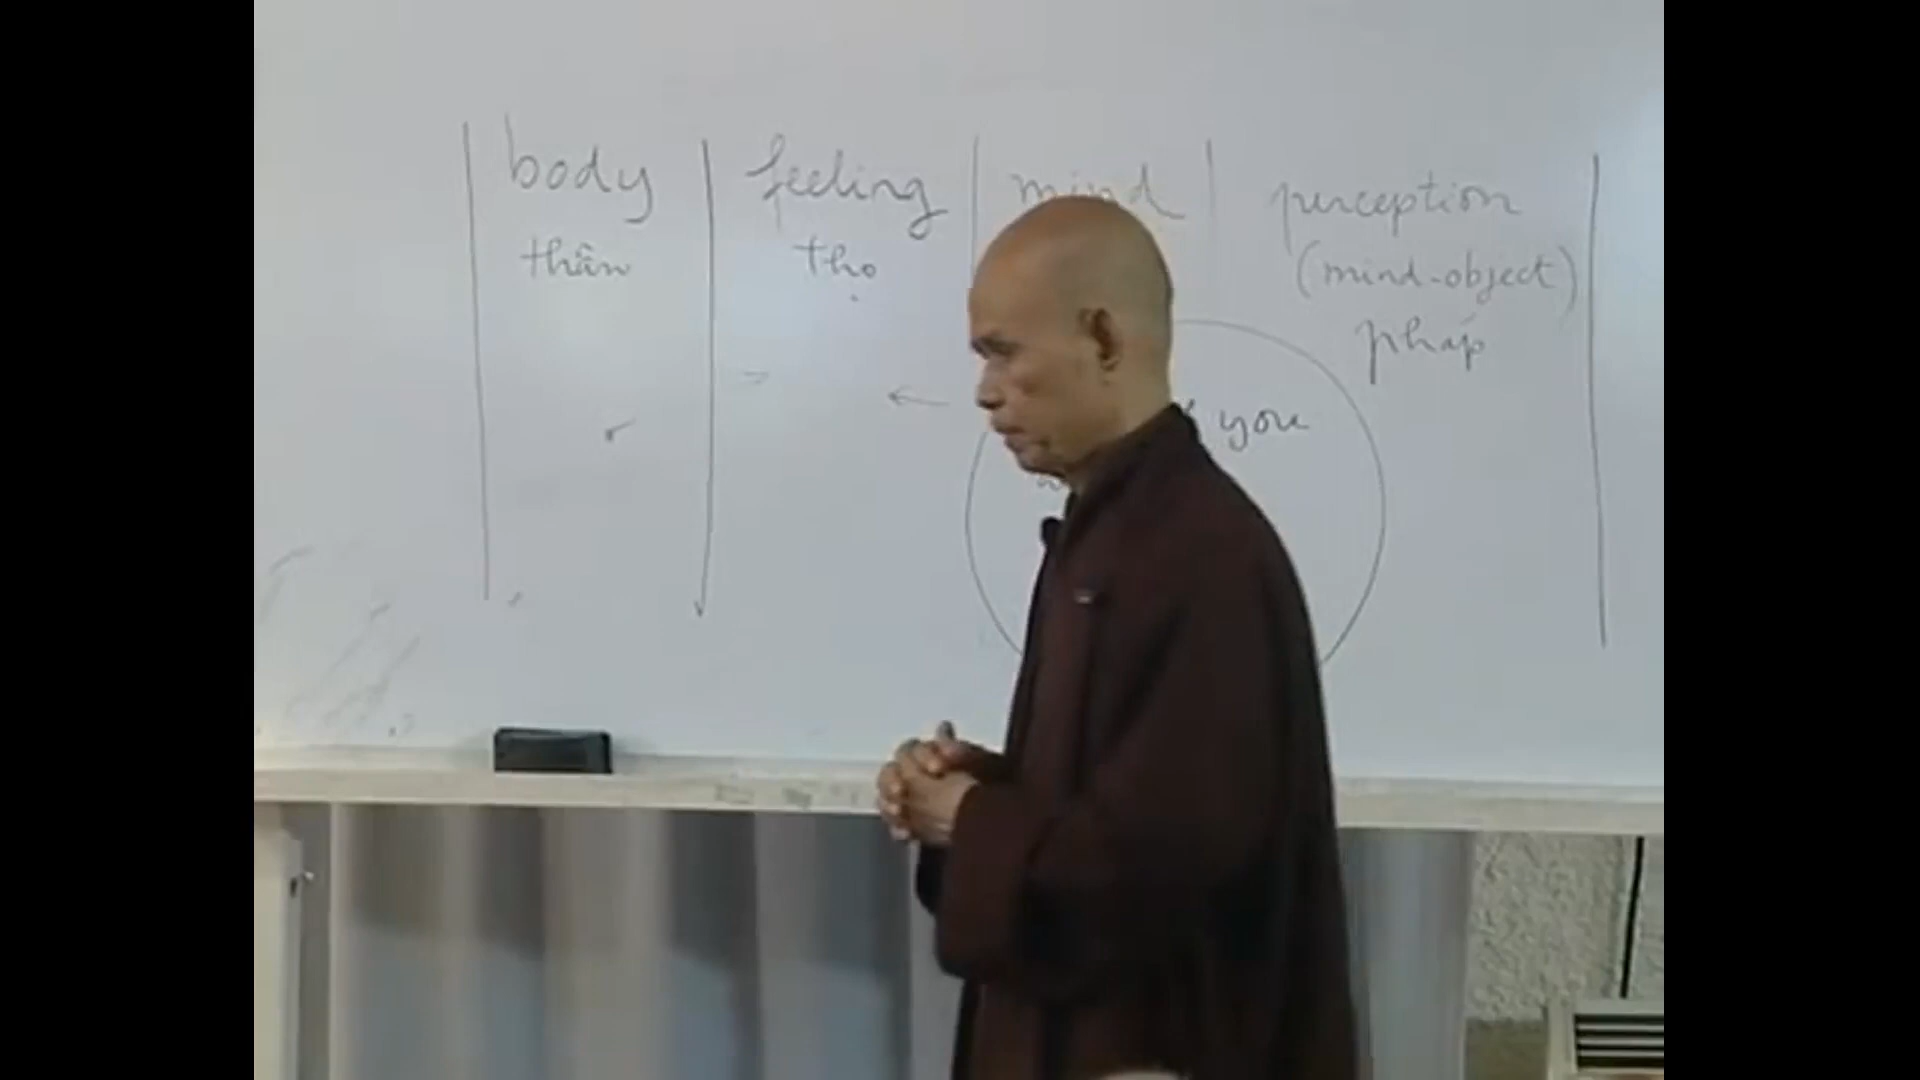 body feeling mind perception
thân thọ (mind-object)
pháp
you